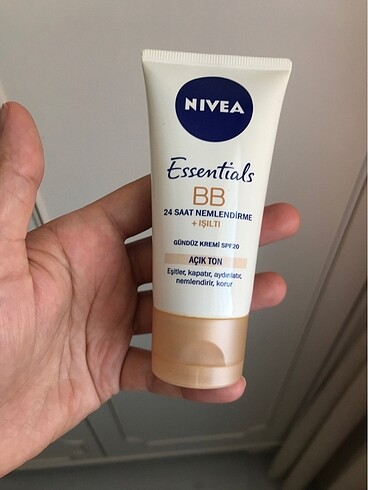 NIVEA
Essentials
BB
24 SAAT NEMLENDİRME
+ IŞILTI
GÜNDÜZ KREMİ SPF20
AÇIK TON
Eşitler, kapatır, aydınlatır,
nemlendirir, korur